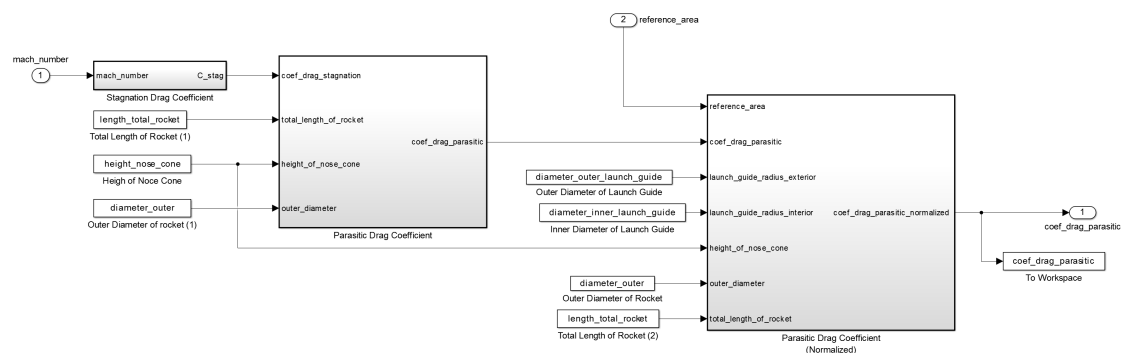 2
reference_area
mach_number
1
mach_number
C_stag
Stagnation Drag Coefficient
length_total_rocket
Total Length of Rocket (1)
height_nose_cone
Heigh of Noce Cone
diameter_outer
Outer Diameter of rocket (1)
coef_drag_stagnation
total_length_of_rocket
height_of_nose_cone
outer_diameter
coef_drag_parasitic
Parasitic Drag Coefficient
diameter_outer_launch_guide
Outer Diameter of Launch Guide
diameter_inner_launch_guide
Inner Diameter of Launch Guide
diameter_outer
Outer Diameter of Rocket
length_total_rocket
Total Length of Rocket (2)
reference_area
coef_drag_parasitic
launch_guide_radius_exterior
launch_guide_radius_interior
height_of_nose_cone
outer_diameter
total_length_of_rocket
coef_drag_parasitic_normalized
Parasitic Drag Coefficient
(Normalized)
1
coef_drag_parasitic
coef_drag_parasitic
To Workspace